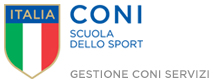 ITALIA
CONI
SCUOLA
DELLO SPORT
GESTIONE CONI SERVIZI